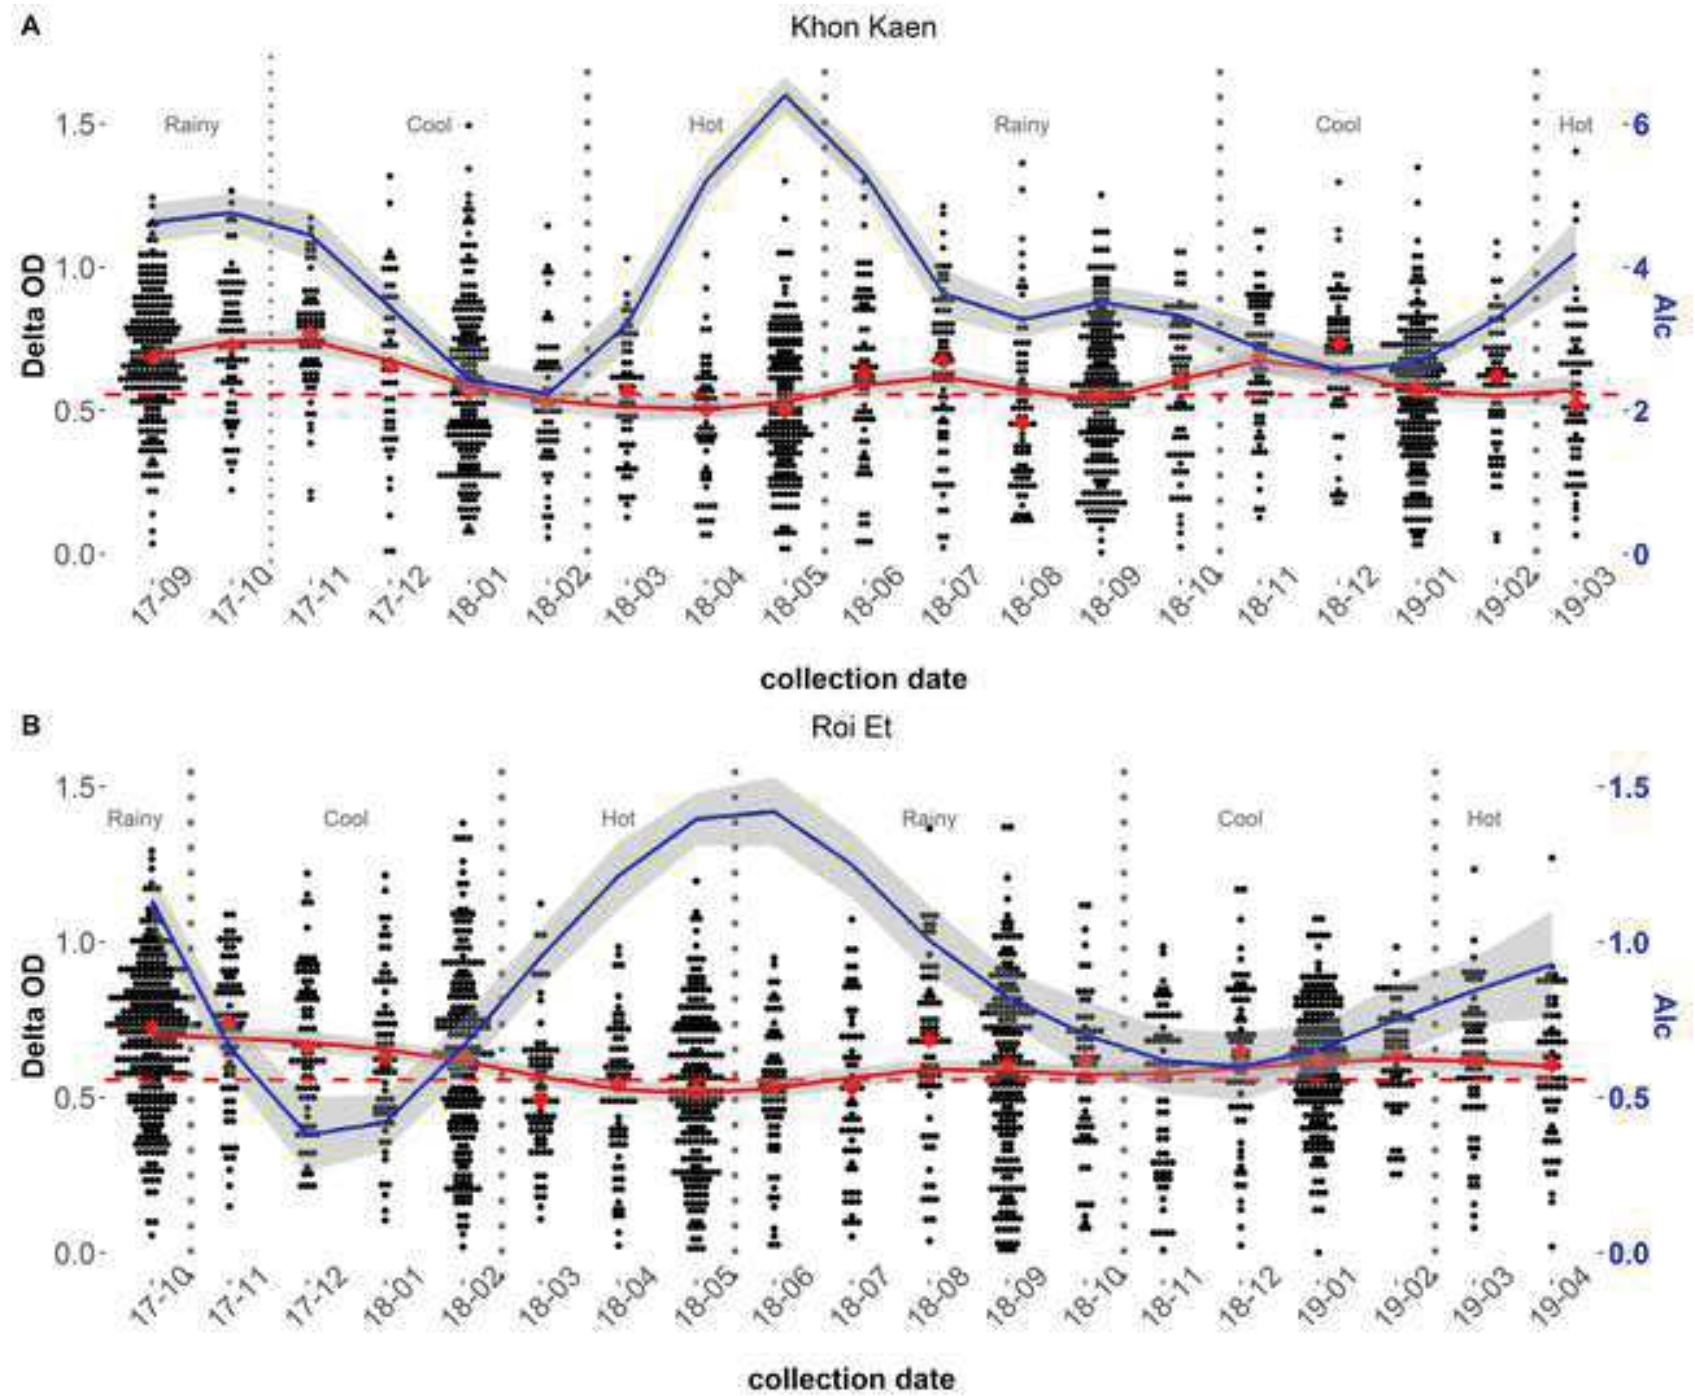 A
Khon Kaen
Rainy
Cool
Hot
Rainy
Cool
Hot
Delta OD
1.5
1.0
0.5
0.0
6
4
2
0
AIc
17-09
17-10
17-11
17-12
18-01
18-02
18-03
18-04
18-05
18-06
18-07
18-08
18-09
18-10
18-11
18-12
19-01
19-02
19-03
collection date
B
Roi Et
Rainy
Cool
Hot
Rainy
Cool
Hot
Delta OD
1.5
1.0
0.5
0.0
1.5
1.0
0.5
0.0
AIc
17-10
17-11
17-12
18-01
18-02
18-03
18-04
18-05
18-06
18-07
18-08
18-09
18-10
18-11
18-12
19-01
19-02
19-03
19-04
collection date